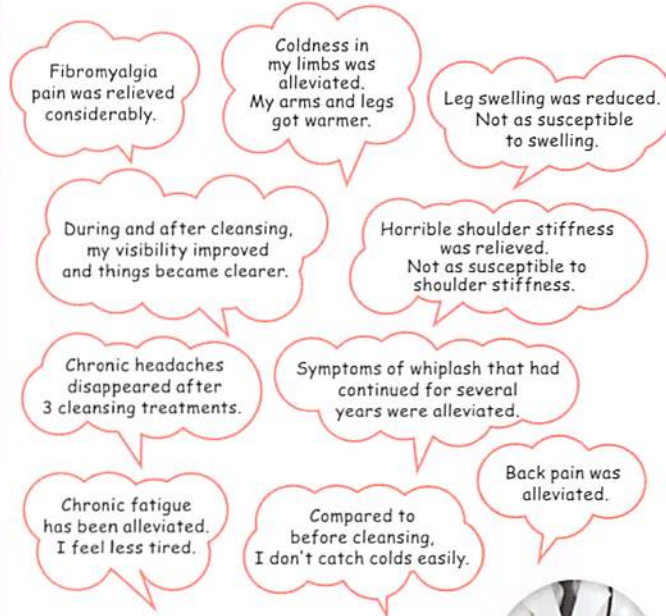 Fibromyalgia
pain was relieved
considerably.
Coldness in
my limbs was
alleviated.
My arms and legs
got warmer.
Leg swelling was reduced.
Not as susceptible
to swelling.
During and after cleansing,
my visibility improved
and things became clearer.
Horrible shoulder stiffness
was relieved.
Not as susceptible to
shoulder stiffness.
Chronic headaches
disappeared after
3 cleansing treatments.
Symptoms of whiplash that had
continued for several
years were alleviated.
Chronic fatigue
has been alleviated.
I feel less tired.
Compared to
before cleansing,
I don't catch colds easily.
Back pain was
alleviated.